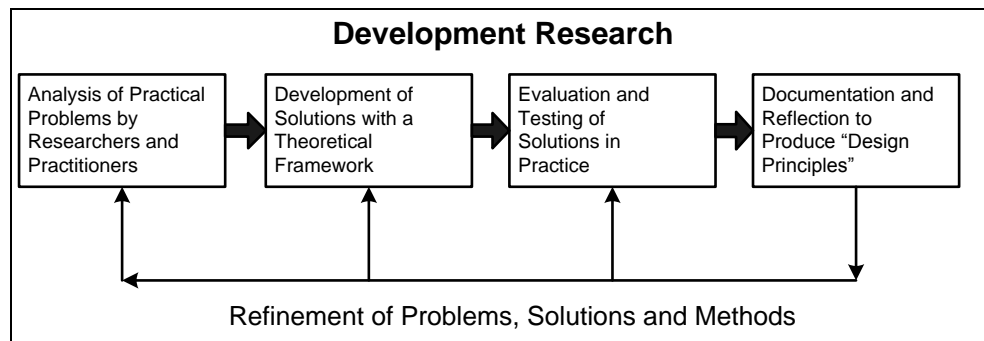 Development Research
Analysis of Practical
Problems by
Researchers and
Practitioners
Development of
Solutions with a
Theoretical
Framework
Evaluation and
Testing of
Solutions in
Practice
Documentation and
Reflection to
Produce “Design
Principles”
Refinement of Problems, Solutions and Methods